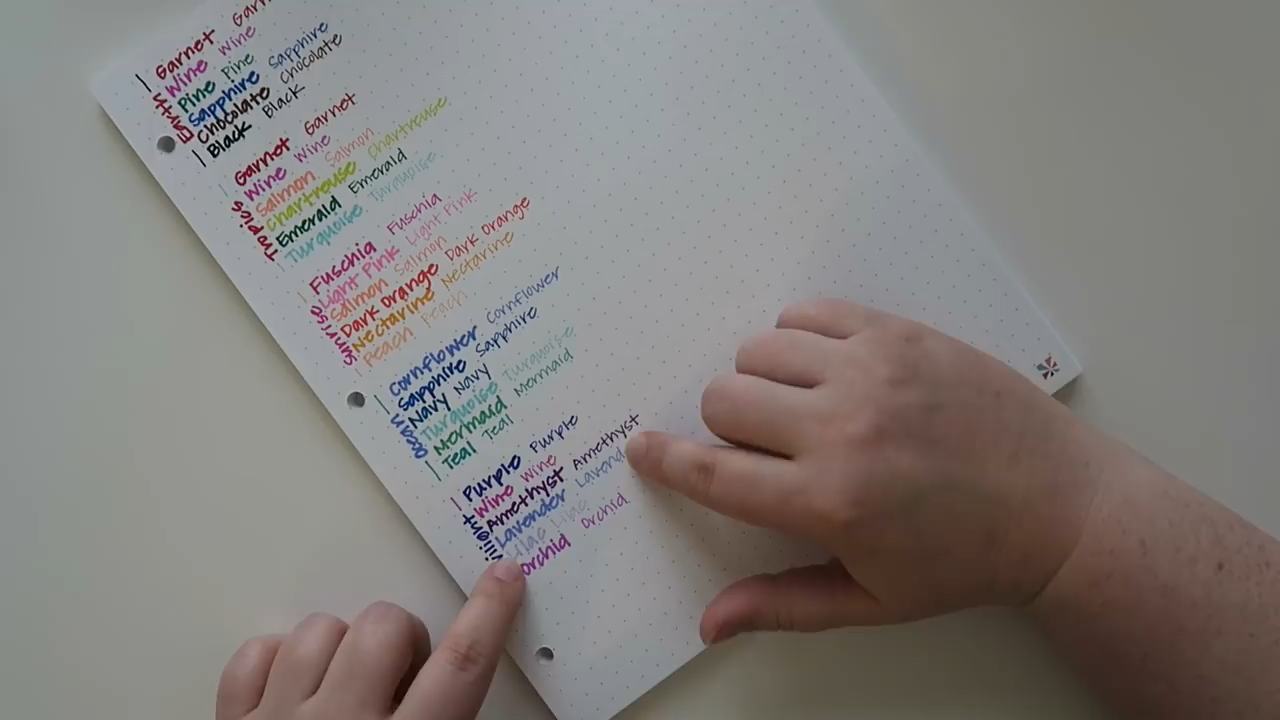 Garnet
Wine Wine
Pine Pine
Sapphire Sapphire
Chocolate Chocolate
Black Black
Garnet Garnet
Wine Wine
Salmon Salmon
Chartreuse Chartreuse
Emerald Emerald
Turquoise Turquoise
Tropics
Fuschia Fuschia
Light Pink Light Pink
Salmon Salmon
Dark Orange Dark Orange
Nectarine Nectarine
Peach Peach
Sunrise
Cornflower Cornflower
Sapphire Sapphire
Navy Navy
Turquoise Turquoise
Mermaid Mermaid
Teal Teal
Ocean
Purple Purple
Wine Wine
Amethyst Amethyst
Lavender
Lilac Lilac
Orchid Orchid